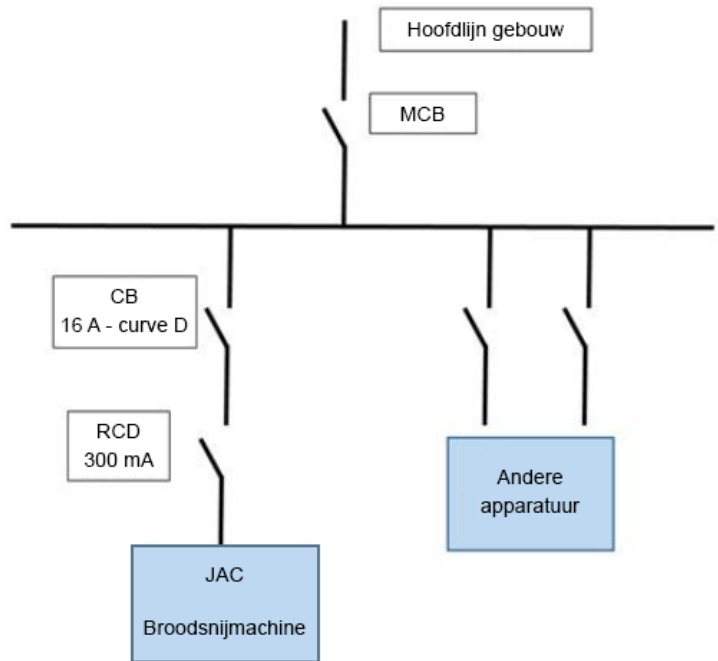 Hoofdlijn gebouw
MCB
CB
16 A - curve D
RCD
300 mA
Andere
apparatuur
JAC
Broodsnijmachine